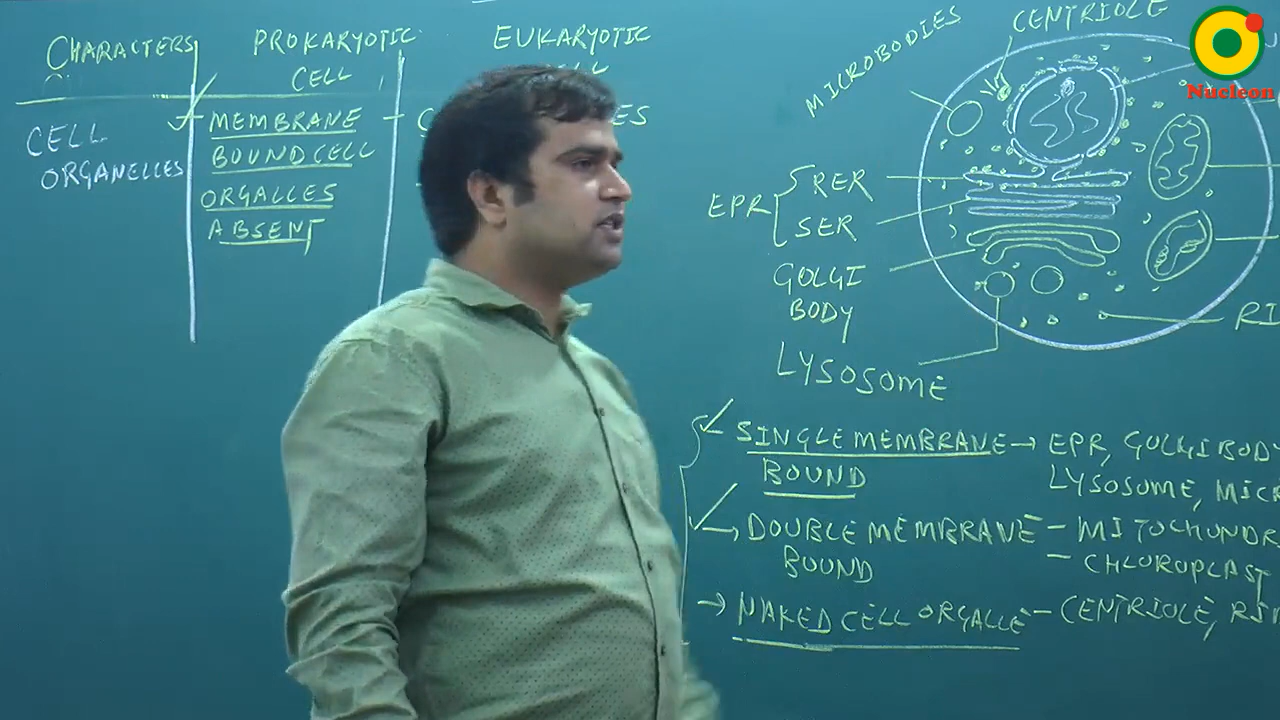 CHARACTERS
PROKARYOTIC
CELL
EUKARYOTIC
CELL
ORGANELLES
MEMBRANE
BOUND CELL
ORGALLES
ABSENT
MICROBODIES
CENTRIOLE
Nucleon
EPR
RER
SER
GOLGI
BODY
LYSOSOME
SINGLE MEMBRANE → EPR, GOLGI BODY
BOUND
LYSOSOME, MICR
→ DOUBLE MEMBRANE - MITOCHONDR
BOUND
- CHLOROPLAST
→ NAKED CELL ORGALLE - CENTRIOLE, RI